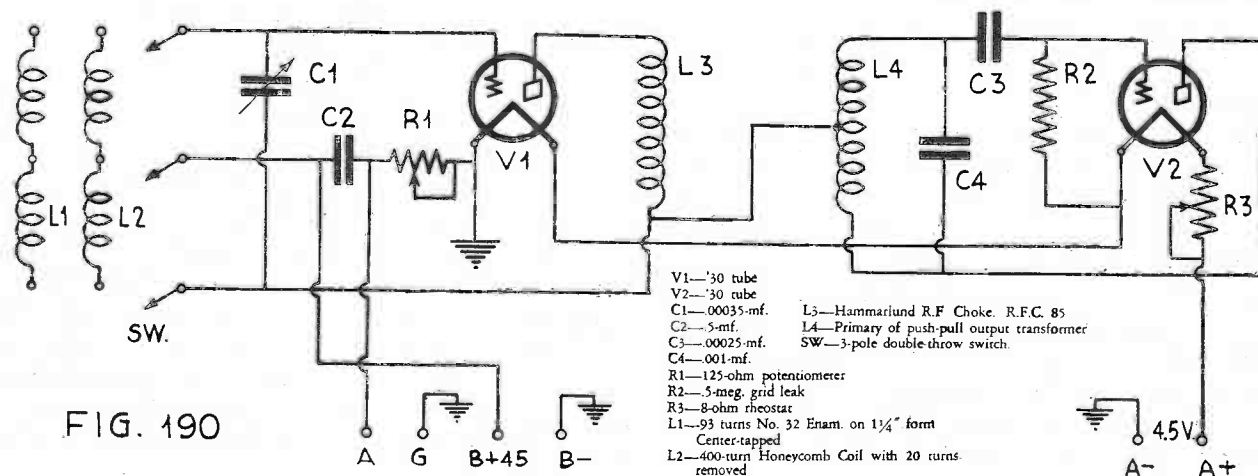 C1
L3
L4
C3
R2
C2
R1
V1
V2
C4
R3
L1
L2
SW.
V1—'30 tube
V2—'30 tube
C1—.00035-mf.
C2—.5-mf.
C3—.00025-mf.
C4—.001-mf.
R1—125-ohm potentiometer
R2—.5-meg. grid leak
R3—8-ohm rheostat
L1—93 turns No. 32 Enam. on 1¼" form
Center-tapped
L2—400-turn Honeycomb Coil with 20 turns
removed
L3—Hammarlund R.F Choke. R.F.C. 85
L4—Primary of push-pull output transformer
SW—3-pole double-throw switch.
FIG. 190
A
G
B+45
B-
4.5V.
A-
A+